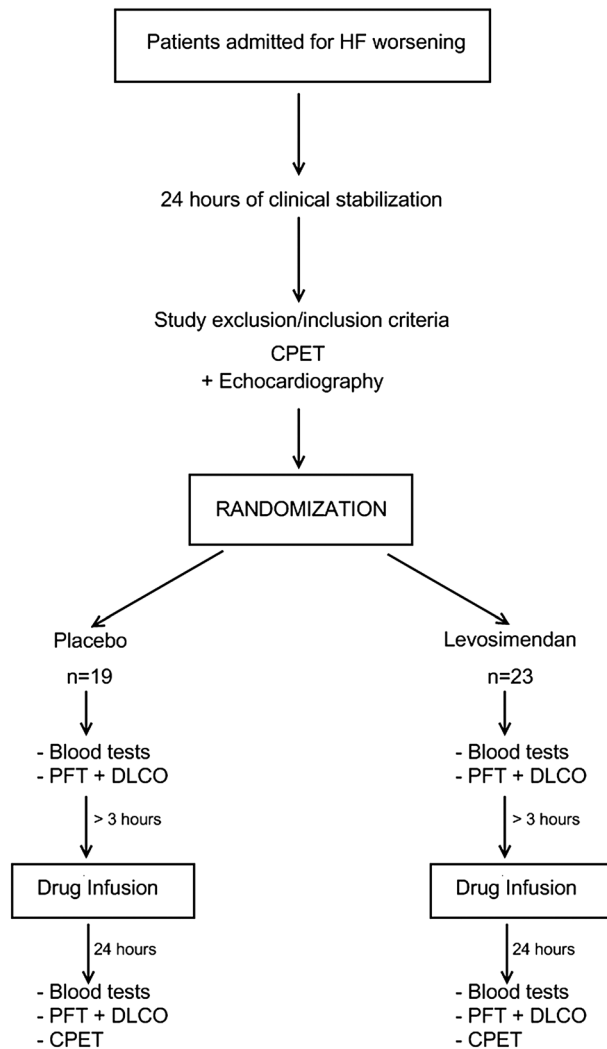 Patients admitted for HF worsening
24 hours of clinical stabilization
Study exclusion/inclusion criteria
CPET
+ Echocardiography
RANDOMIZATION
Placebo
n=19
- Blood tests
- PFT + DLCO
> 3 hours
Drug Infusion
24 hours
- Blood tests
- PFT + DLCO
- CPET
Levosimendan
n=23
- Blood tests
- PFT + DLCO
> 3 hours
Drug Infusion
24 hours
- Blood tests
- PFT + DLCO
- CPET